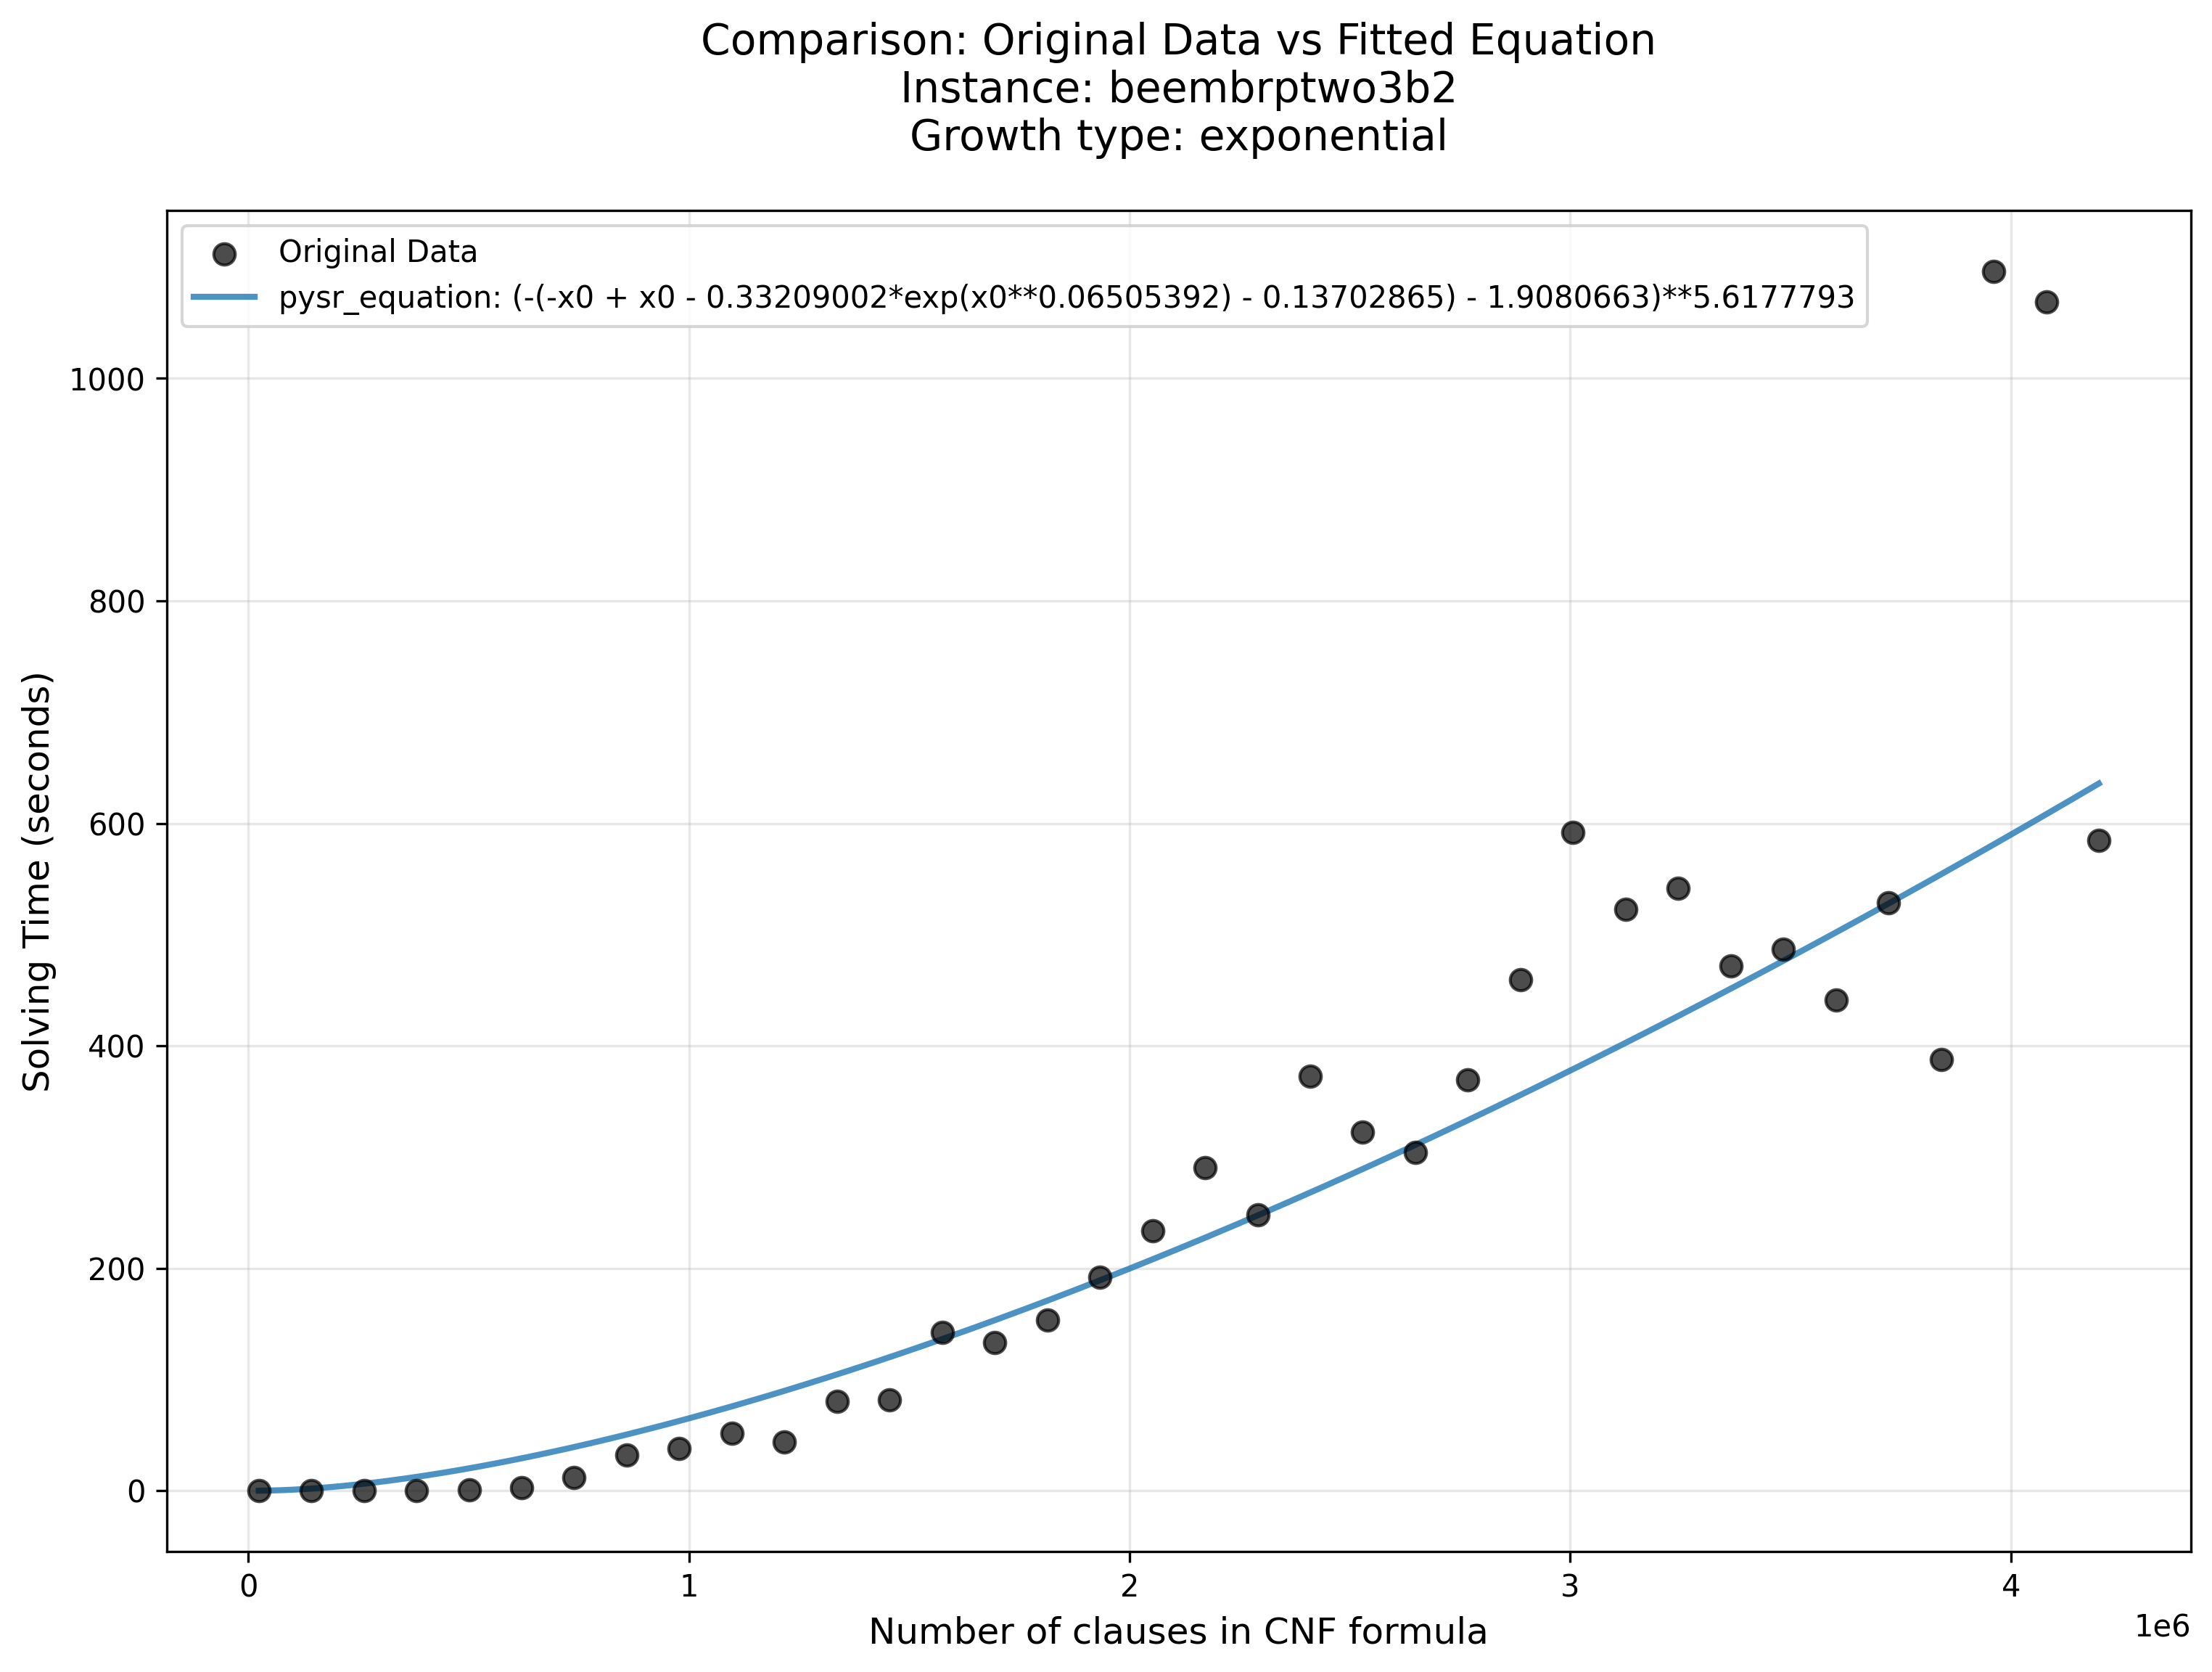 Comparison: Original Data vs Fitted Equation
Instance: beembrptwo3b2
Growth type: exponential
Original Data
pysr_equation: (-(-x0 + x0 - 0.33209002*exp(x0**0.06505392) - 0.13702865) - 1.9080663)**5.6177793
1000
800
600
400
200
0
Solving Time (seconds)
0 1 2 3 4
1e6
Number of clauses in CNF formula